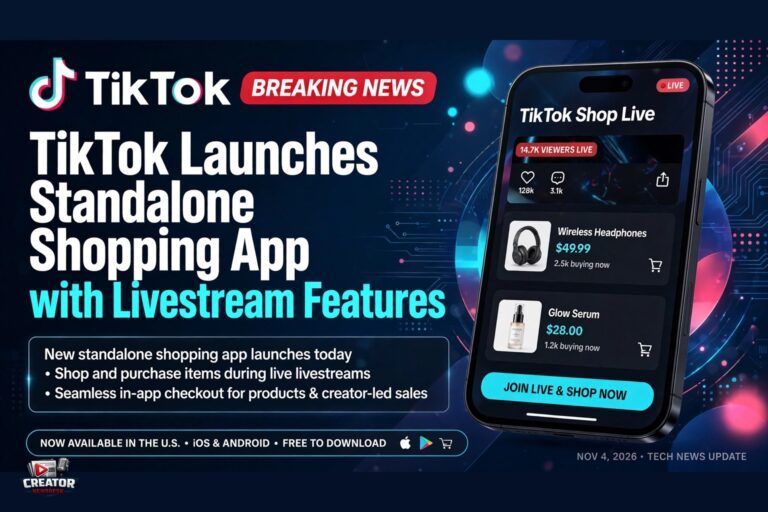 TikTok BREAKING NEWS
TikTok Launches
Standalone
Shopping App
with Livestream Features
New standalone shopping app launches today
• Shop and purchase items during live livestreams
• Seamless in-app checkout for products & creator-led sales
NOW AVAILABLE IN THE U.S. • iOS & ANDROID • FREE TO DOWNLOAD
CREATOR
NEWSDESK
LIVE
TikTok Shop Live
14.7K VIEWERS LIVE
128k 3.1k
Wireless Headphones
$49.99
2.5k buying now
Glow Serum
$28.00
1.2k buying now
JOIN LIVE & SHOP NOW
NOV 4, 2026 • TECH NEWS UPDATE